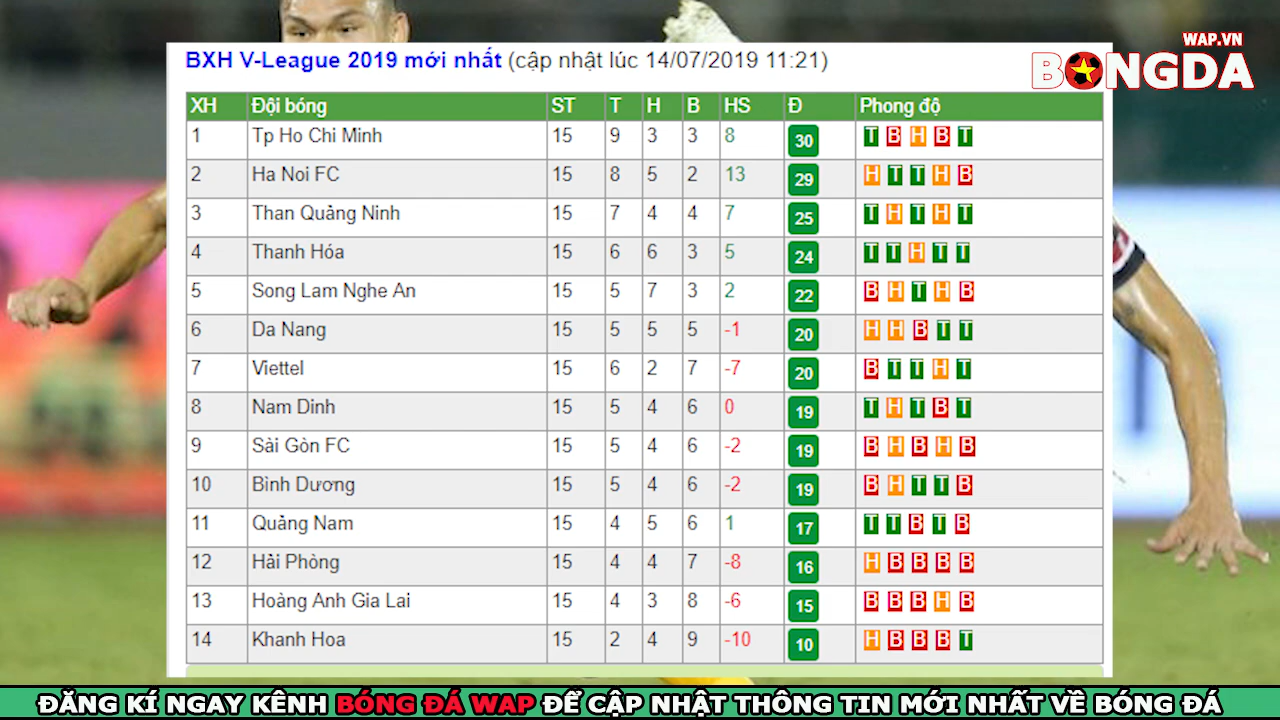 WAP.VN
BONGDA
BXH V-League 2019 mới nhất (cập nhật lúc 14/07/2019 11:21)
XH Đội bóng ST T H B HS Đ Phong độ
1 Tp Ho Chi Minh 15 9 3 3 8 30 T B H B T
2 Ha Noi FC 15 8 5 2 13 29 H T T H B
3 Than Quảng Ninh 15 7 4 4 7 25 T H T H T
4 Thanh Hóa 15 6 6 3 5 24 T T H T T
5 Song Lam Nghe An 15 5 7 3 2 22 B H T H B
6 Da Nang 15 5 5 5 -1 20 H H B T T
7 Viettel 15 6 2 7 -7 20 B T T H T
8 Nam Dinh 15 5 4 6 0 19 T H T B T
9 Sài Gòn FC 15 5 4 6 -2 19 B H B H B
10 Bình Dương 15 5 4 6 -2 19 B H T T B
11 Quảng Nam 15 4 5 6 1 17 T T B T B
12 Hải Phòng 15 4 4 7 -8 16 H B B B B
13 Hoàng Anh Gia Lai 15 4 3 8 -6 15 B B B H B
14 Khanh Hoa 15 2 4 9 -10 10 H B B B T
ĐĂNG KÍ NGAY KÊNH BÓNG ĐÁ WAP ĐỂ CẬP NHẬT THÔNG TIN MỚI NHẤT VỀ BÓNG ĐÁ